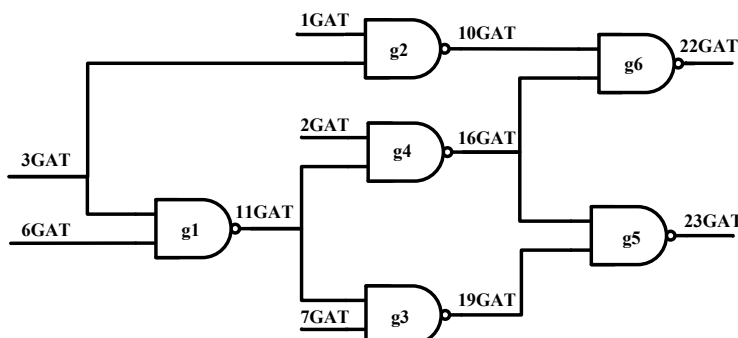 1GAT
10GAT
22GAT
g2
g6
2GAT
16GAT
g4
3GAT
11GAT
6GAT
g1
23GAT
g5
19GAT
g3
7GAT